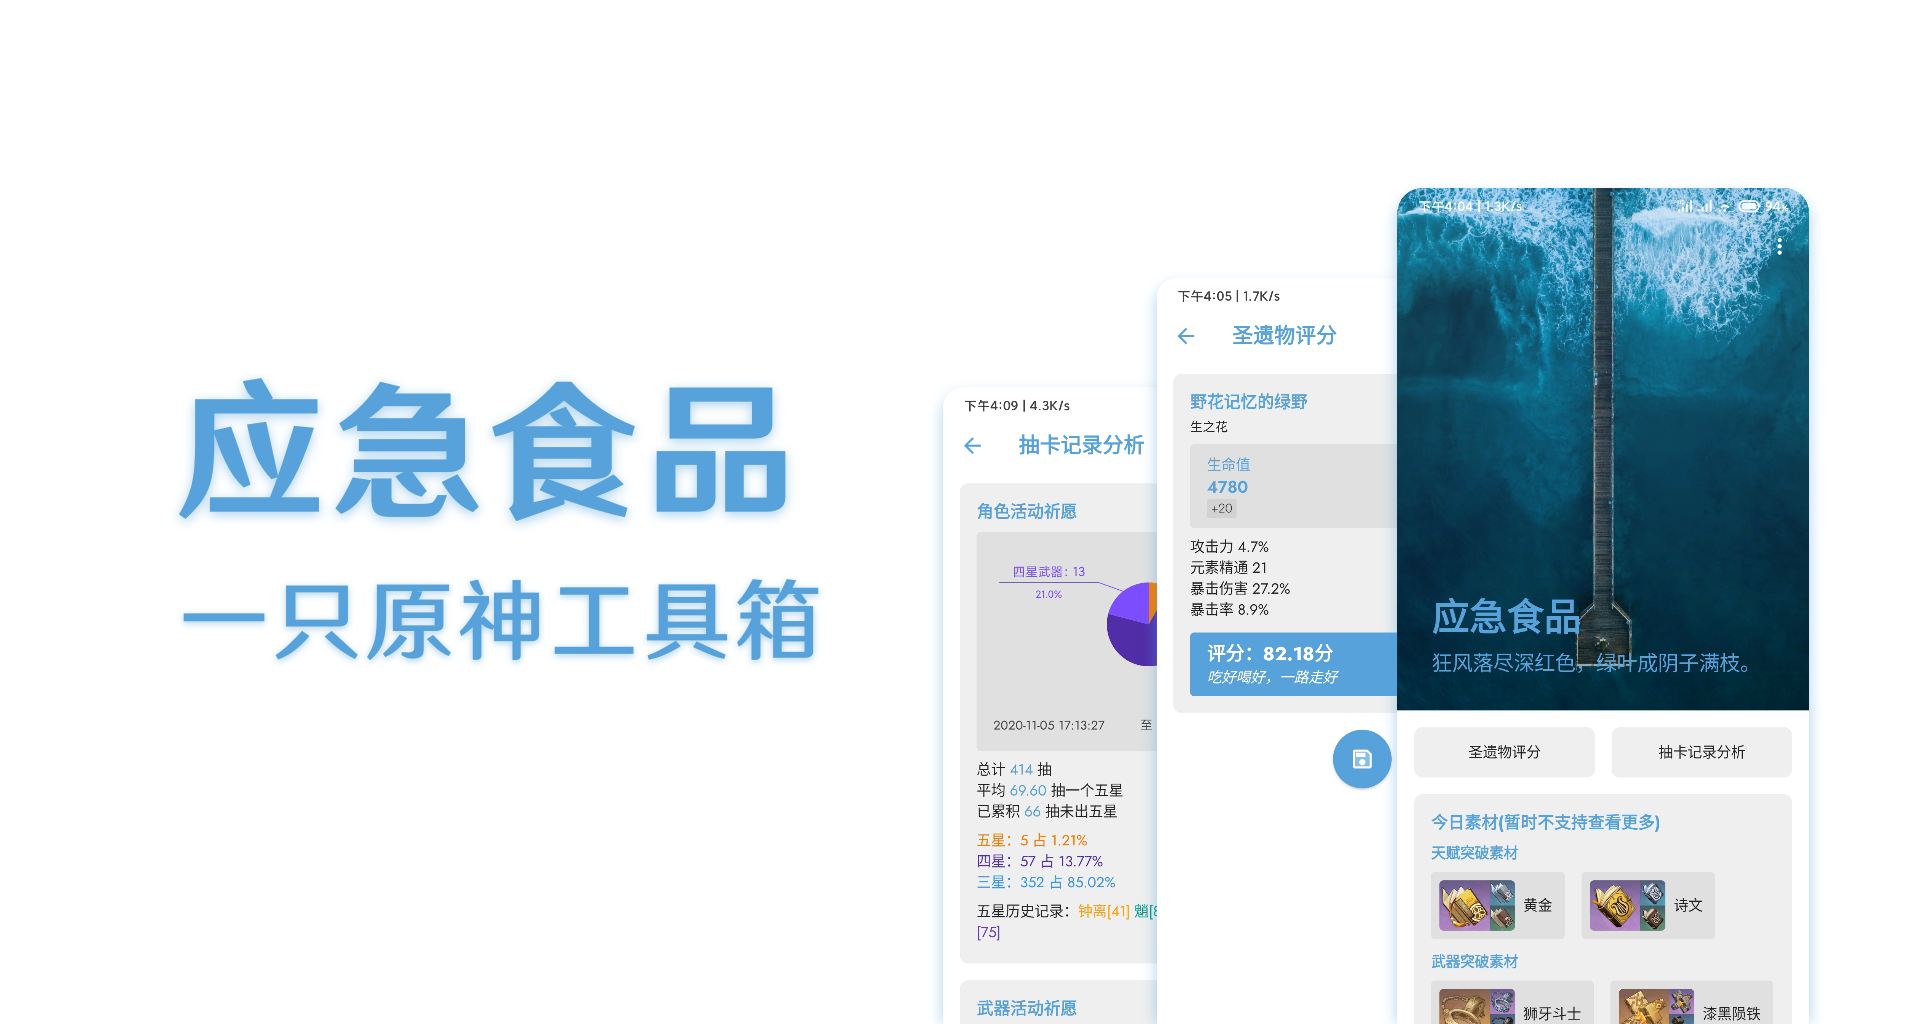 应急食品
一只原神工具箱
下午4:09 | 4.3K/s
抽卡记录分析
角色活动祈愿
四星武器：13
21.0%
2020-11-05 17:13:27 至
总计 414 抽
平均 69.60 抽一个五星
已累积 66 抽未出五星
五星：5 占 1.21%
四星：57 占 13.77%
三星：352 占 85.02%
五星历史记录：钟离[41] 魈[
[75]
武器活动祈愿
下午4:05 | 1.7K/s
圣遗物评分
野花记忆的绿野
生之花
生命值
4780
+20
攻击力 4.7%
元素精通 21
暴击伤害 27.2%
暴击率 8.9%
评分：82.18分
吃好喝好，一路走好
下午4:04 | 1.3K/s 94%
应急食品
狂风落尽深红色，绿叶成阴子满枝。
圣遗物评分 抽卡记录分析
今日素材(暂时不支持查看更多)
天赋突破素材
黄金 诗文
武器突破素材
狮牙斗士 漆黑陨铁